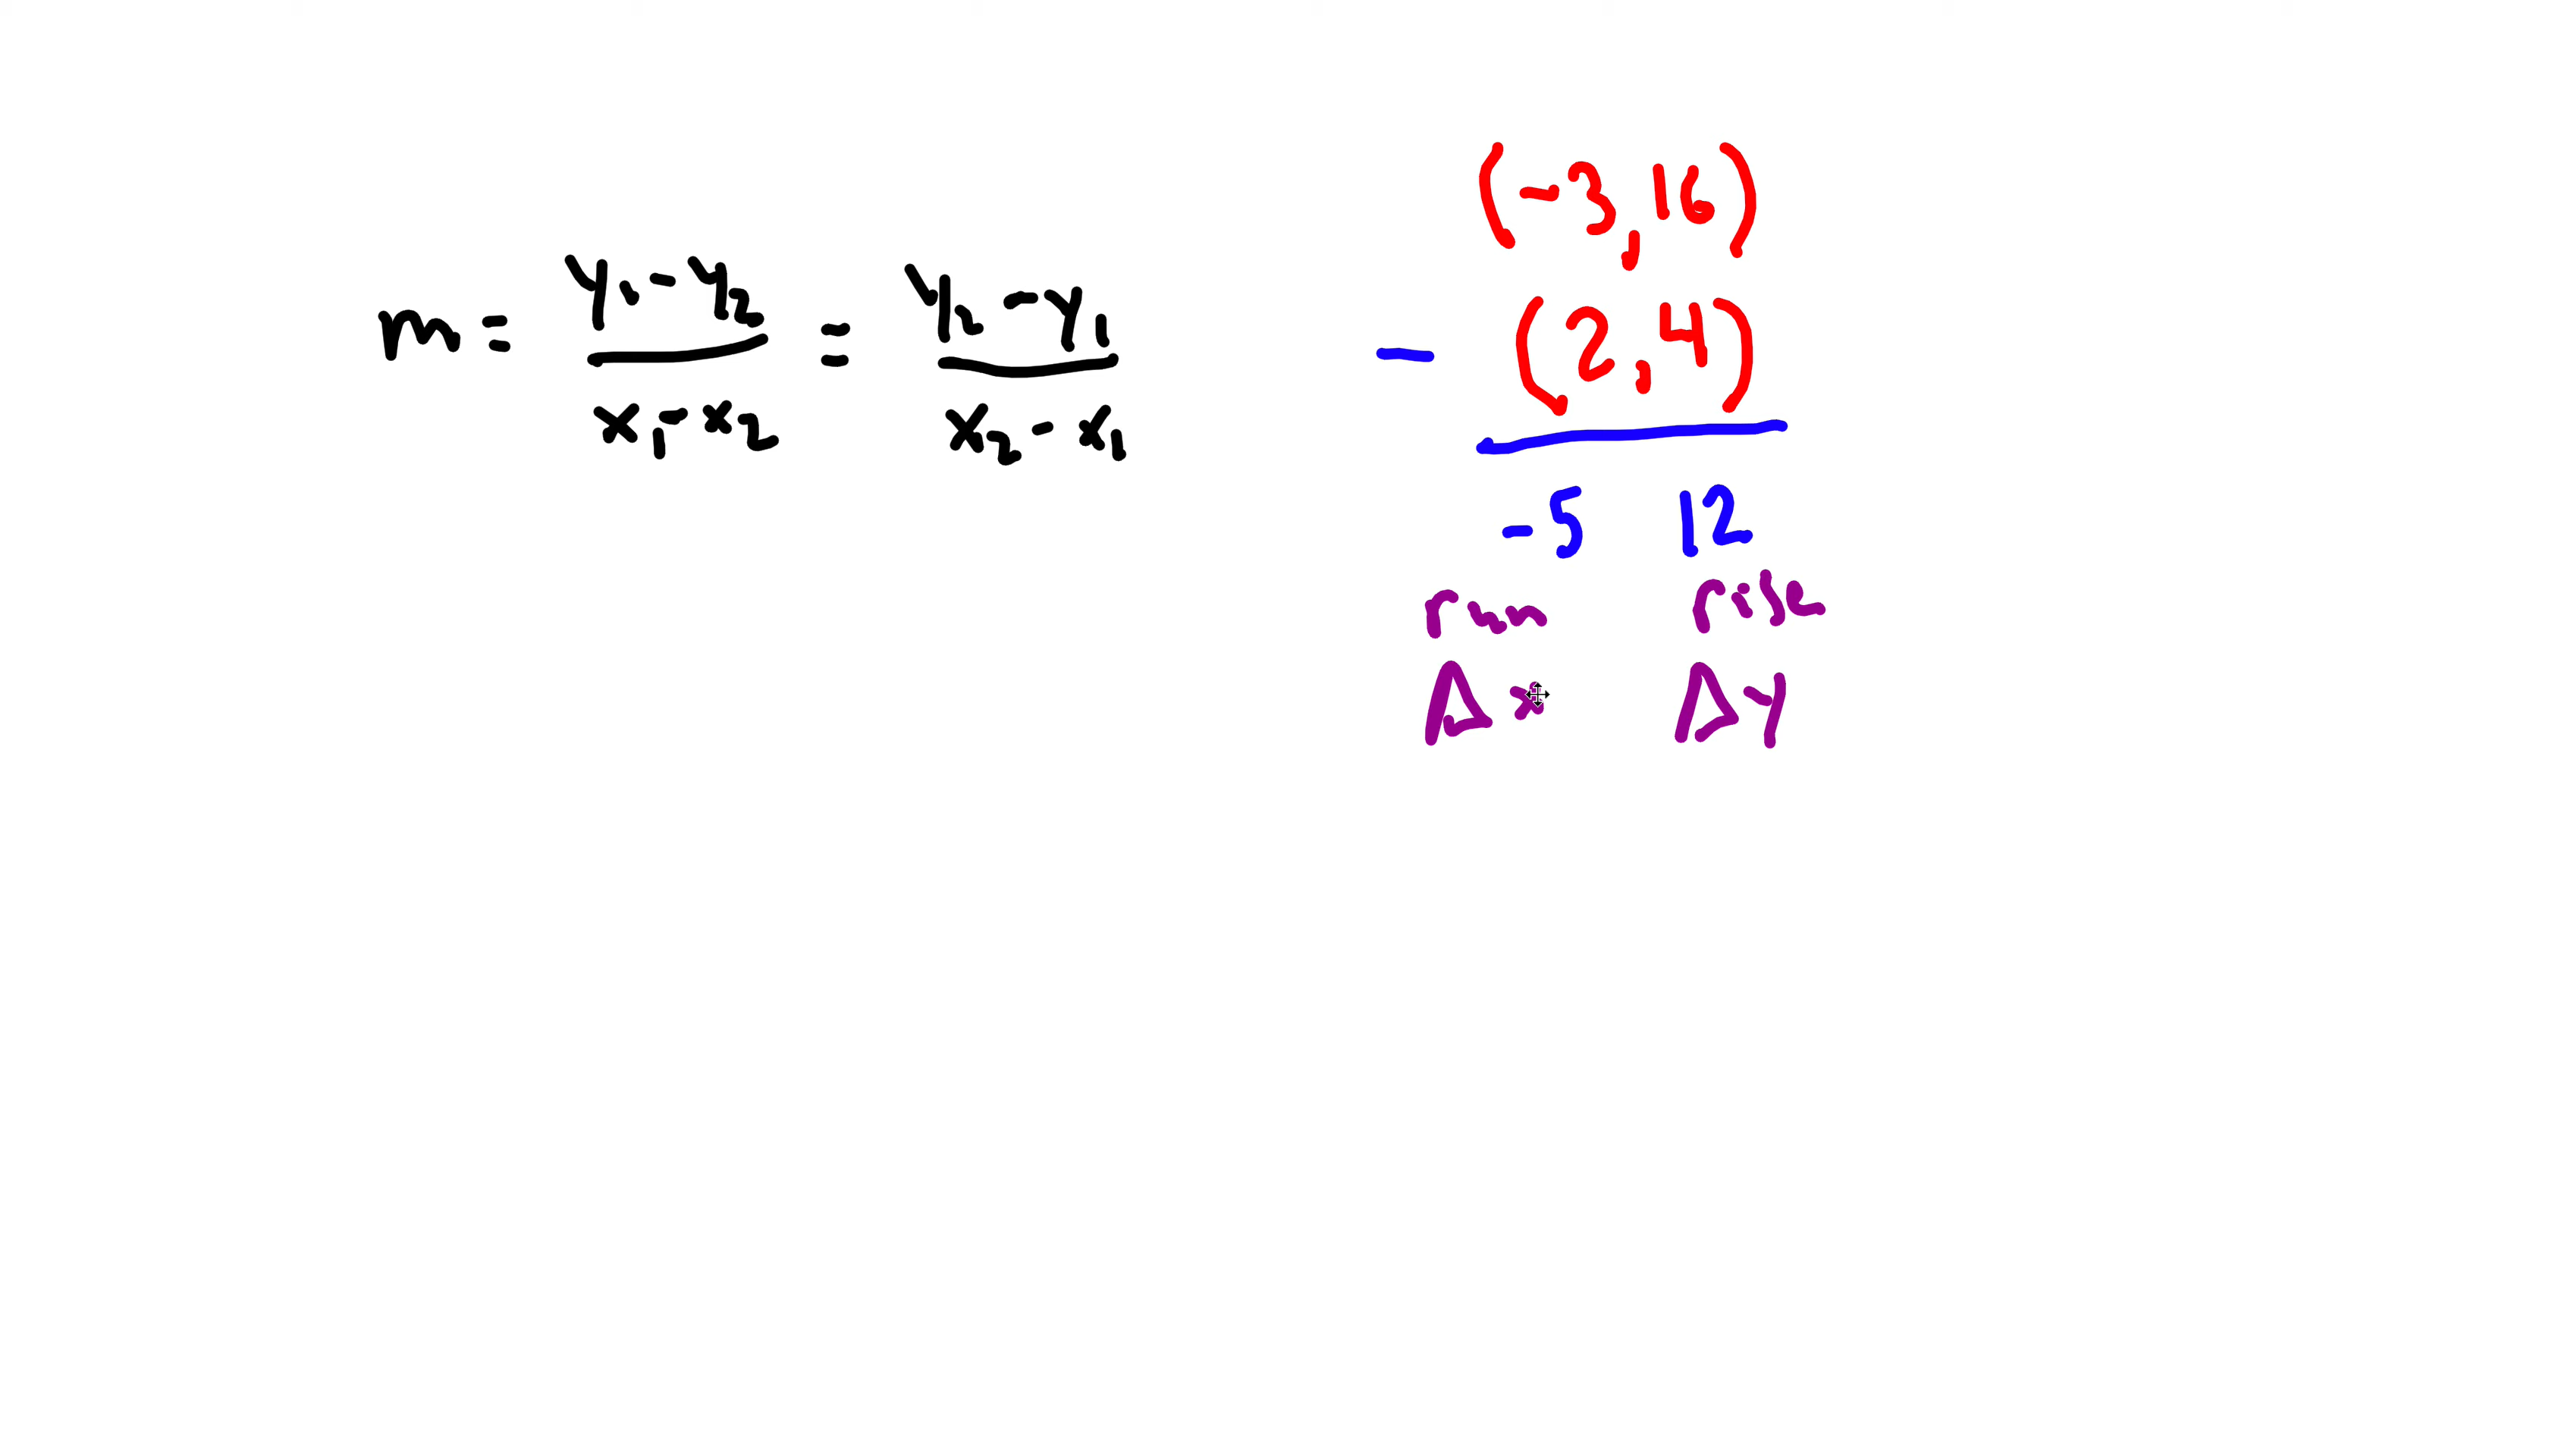 m = y₁ - y₂ / x₁ - x₂ = y₂ - y₁ / x₂ - x₁
(-3, 16)
- (2, 4)
-5 12
run rise
Δx Δy